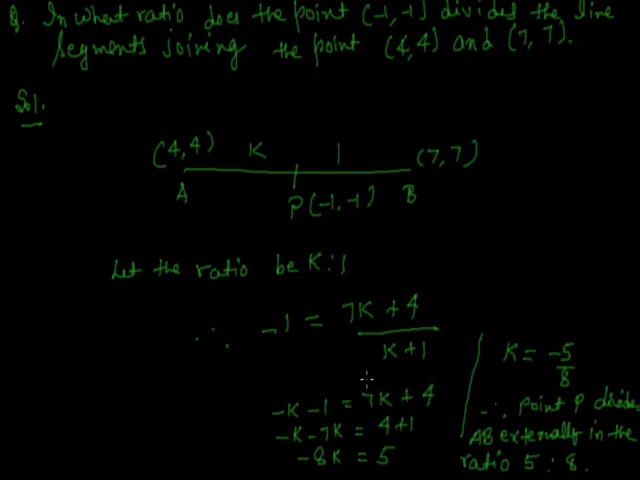 Q. In what ratio does the point (-1,-1) divides the line
segments joining the point (4,4) and (7,7).
Sol.
(4,4) K 1 (7,7)
A P(-1,-1) B
Let the ratio be K:1
∴ -1 = 7K + 4 / K + 1
-K - 1 = 7K + 4
-K - 7K = 4 + 1
-8K = 5
K = -5/8
∴ Point P divide
AB externally in the
ratio 5 : 8.